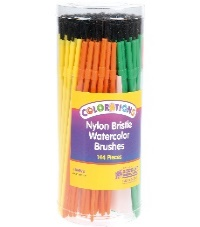 COLORATIONS
Nylon Bristle
Watercolor
Brushes
144 Pieces